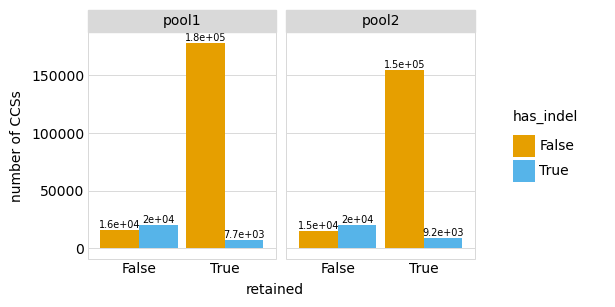 pool1
pool2
number of CCSs
150000
100000
50000
0
1.6e+04
2e+04
1.8e+05
7.7e+03
1.5e+04
2e+04
1.5e+05
9.2e+03
False
True
False
True
retained
has_indel
False
True